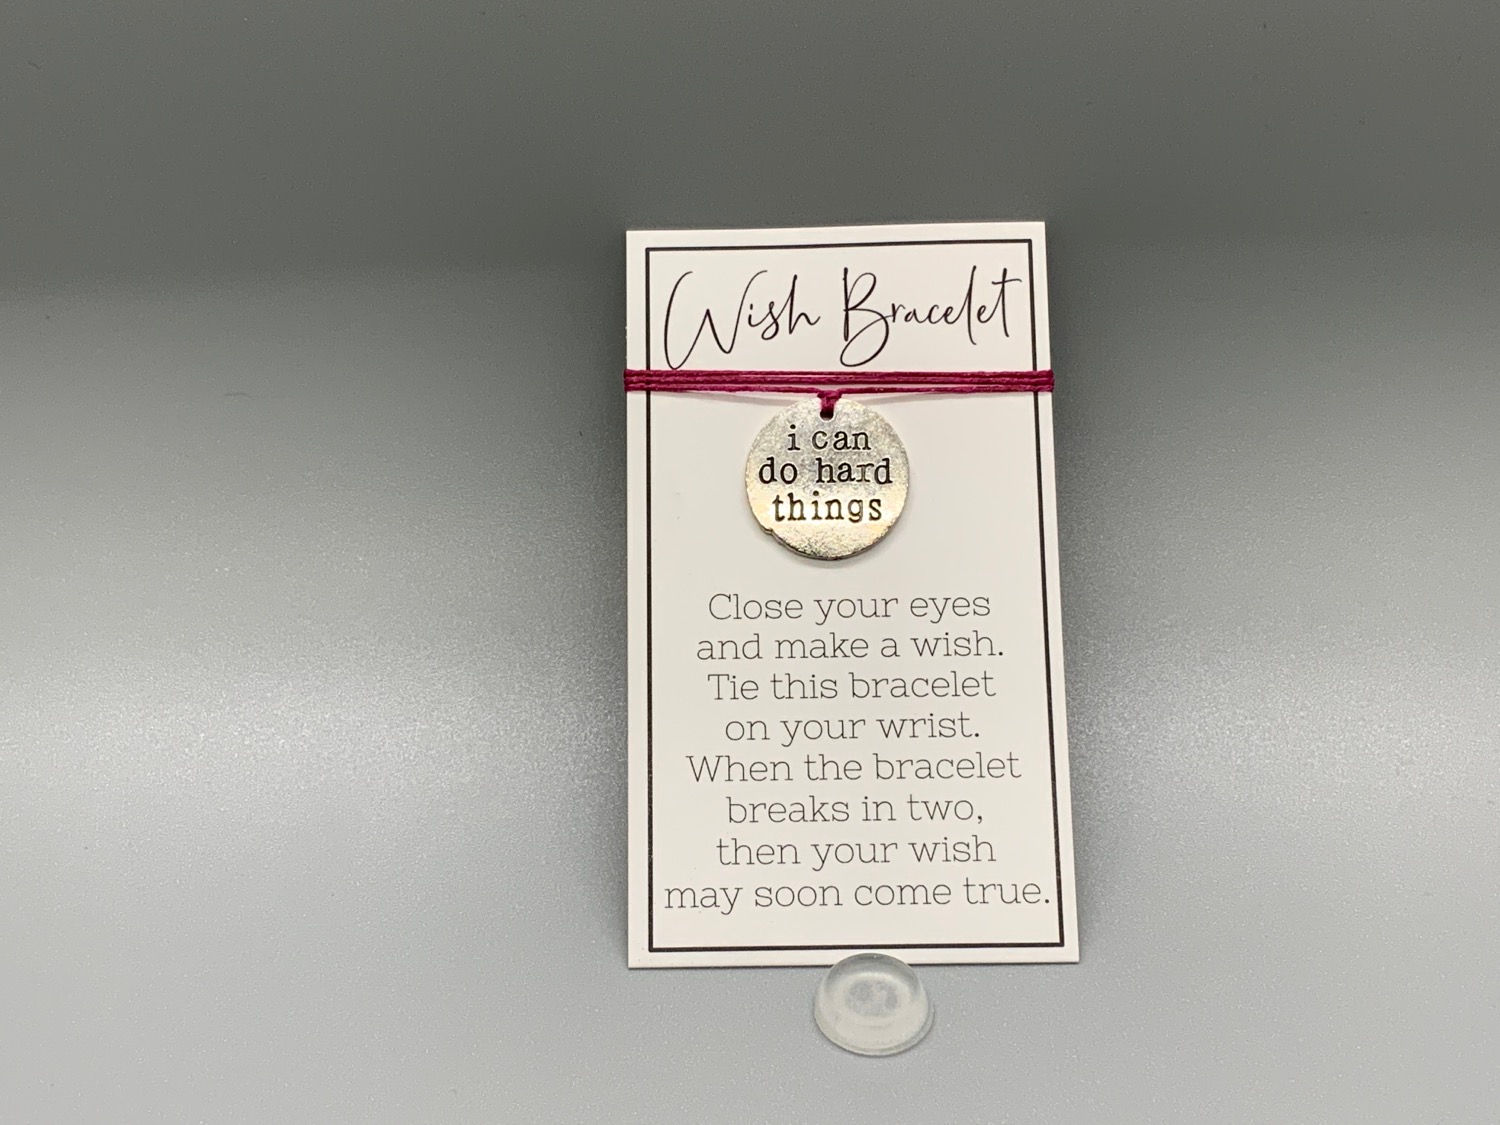 Wish Bracelet
i can
do hard
things
Close your eyes
and make a wish.
Tie this bracelet
on your wrist.
When the bracelet
breaks in two,
then your wish
may soon come true.